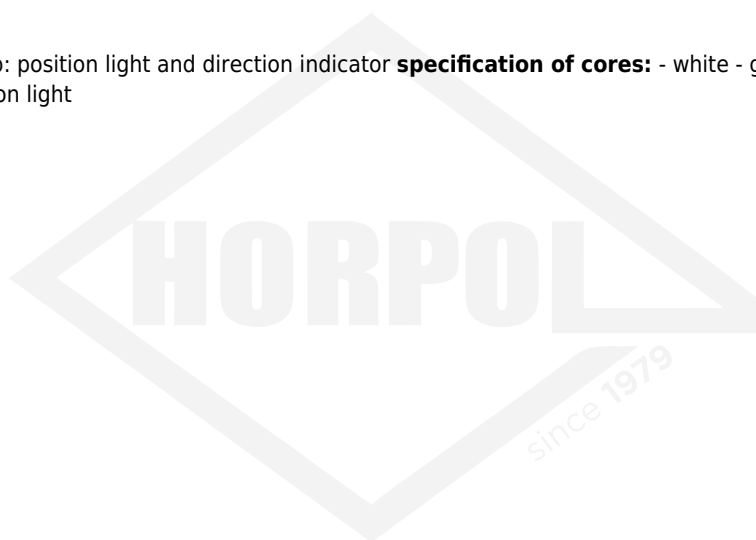 : position light and direction indicator specification of cores: - white -
on light
HORPOL
since 1979